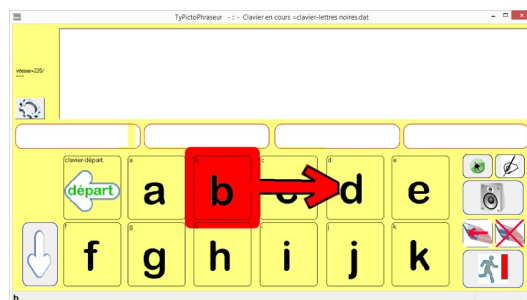 TyPictoPhraseur - :: - Clavier en cours =clavier-lettres noires.dat
vitesse=220/
clavier-départ a c d e
départ a b d e
f g i j k
f g h i j k
b